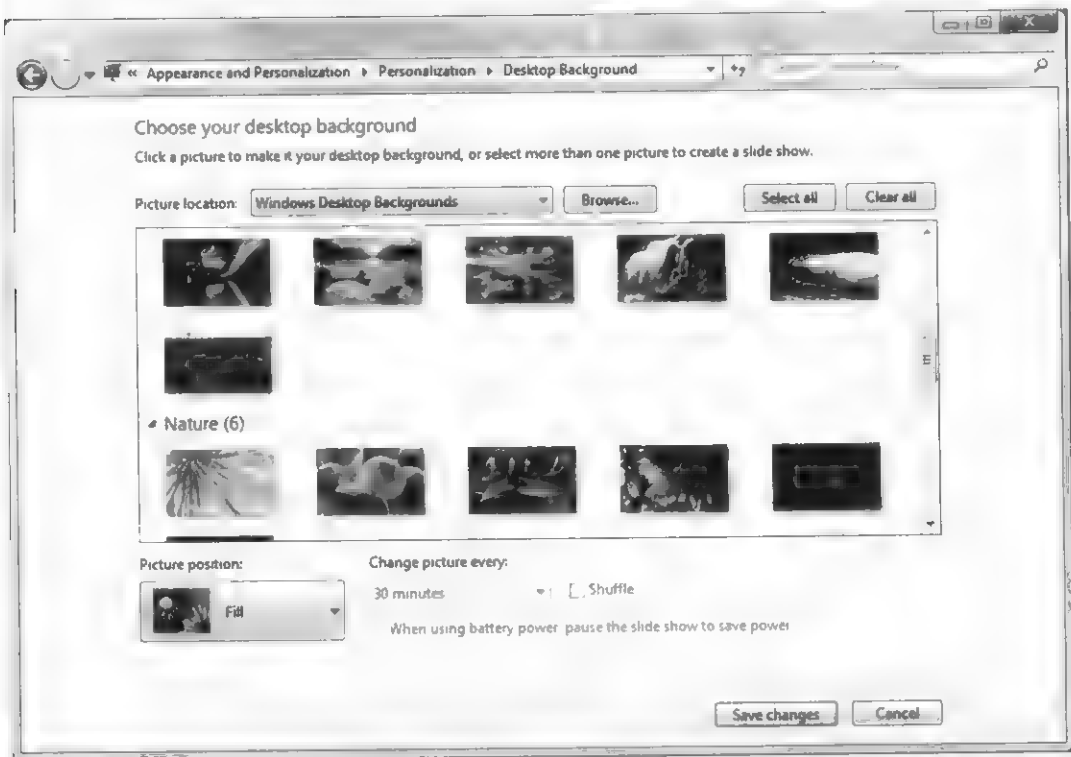 « Appearance and Personalization ▸ Personalization ▸ Desktop Background
Choose your desktop background
Click a picture to make it your desktop background, or select more than one picture to create a slide show.
Picture location: Windows Desktop Backgrounds Browse... Select all Clear all
Nature (6)
Picture position: Change picture every:
Fill 30 minutes Shuffle
When using battery power pause the slide show to save power
Save changes Cancel